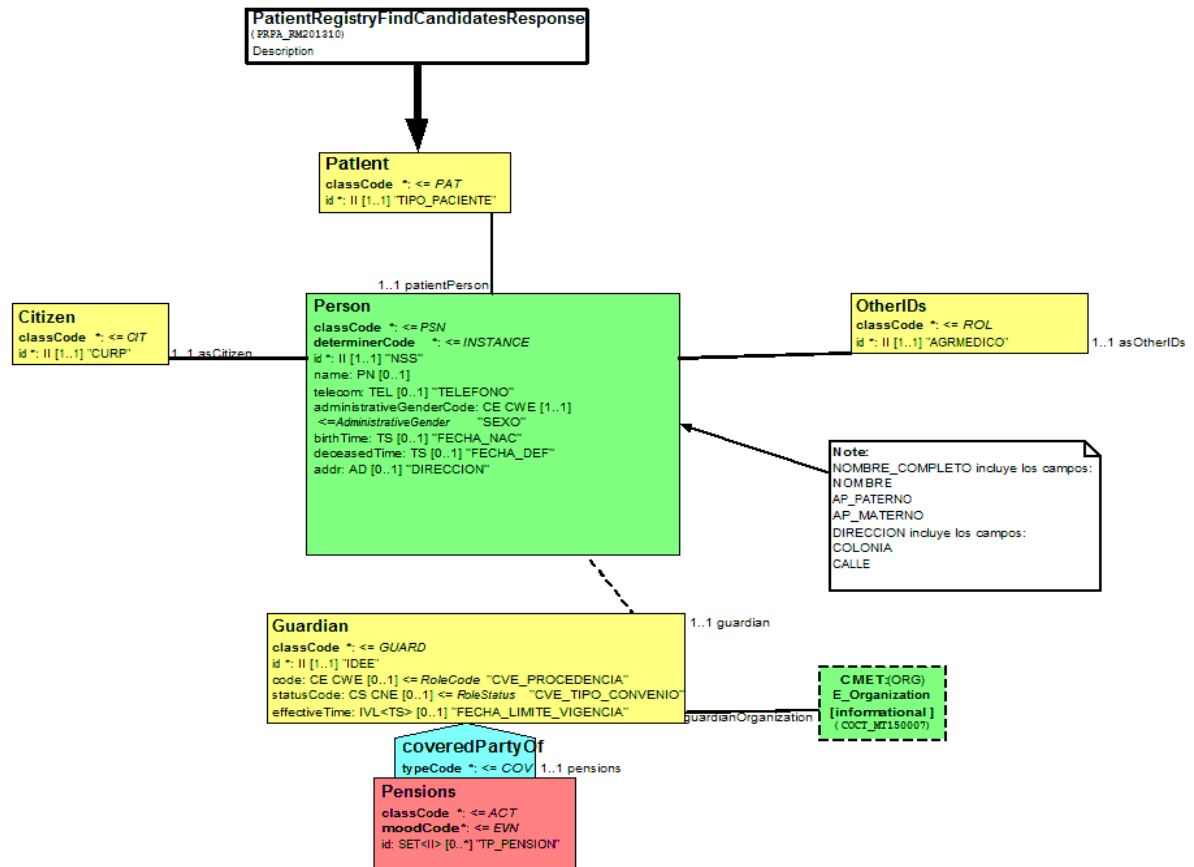 PatientRegistryFindCandidatesResponse
(PRPA_RM201310)
Description
PatIent
classCode *: <= PAT
id *: II [1..1] "TIPO_PACIENTE"
1..1 patientPerson
Citizen
classCode *: <= CIT
id *: II [1..1] "CURP"
1..1 asCitizen
Person
classCode *: <= PSN
determinerCode *: <= INSTANCE
id *: II [1..1] "NSS"
name: PN [0..1]
telecom: TEL [0..1] "TELEFONO"
administrativeGenderCode: CE CWE [1..1]
<=AdministrativeGender "SEXO"
birthTime: TS [0..1] "FECHA_NAC"
deceasedTime: TS [0..1] "FECHA_DEF"
addr: AD [0..1] "DIRECCION"
OtherIDs
classCode *: <= ROL
id *: II [1..1] "AGRMEDICO"
1..1 asOtherIDs
Note:
NOMBRE_COMPLETO incluye los campos:
NOMBRE
AP_PATERNO
AP_MATERNO
DIRECCION incluye los campos:
COLONIA
CALLE
Guardian
classCode *: <= GUARD
id *: II [1..1] "IDEE"
code: CE CWE [0..1] <= RoleCode "CVE_PROCEDENCIA"
statusCode: CS CNE [0..1] <= RoleStatus "CVE_TIPO_CONVENIO"
effectiveTime: IVL<TS> [0..1] "FECHA_LIMITE_VIGENCIA"
1..1 guardian
guardianOrganization
CMET:(ORG)
E_Organization
[informational]
(COCT_MT150007)
coveredPartyOf
typeCode *: <= COV
1..1 pensions
Pensions
classCode *: <= ACT
moodCode*: <= EVN
id: SET<II> [0..*] "TP_PENSION"